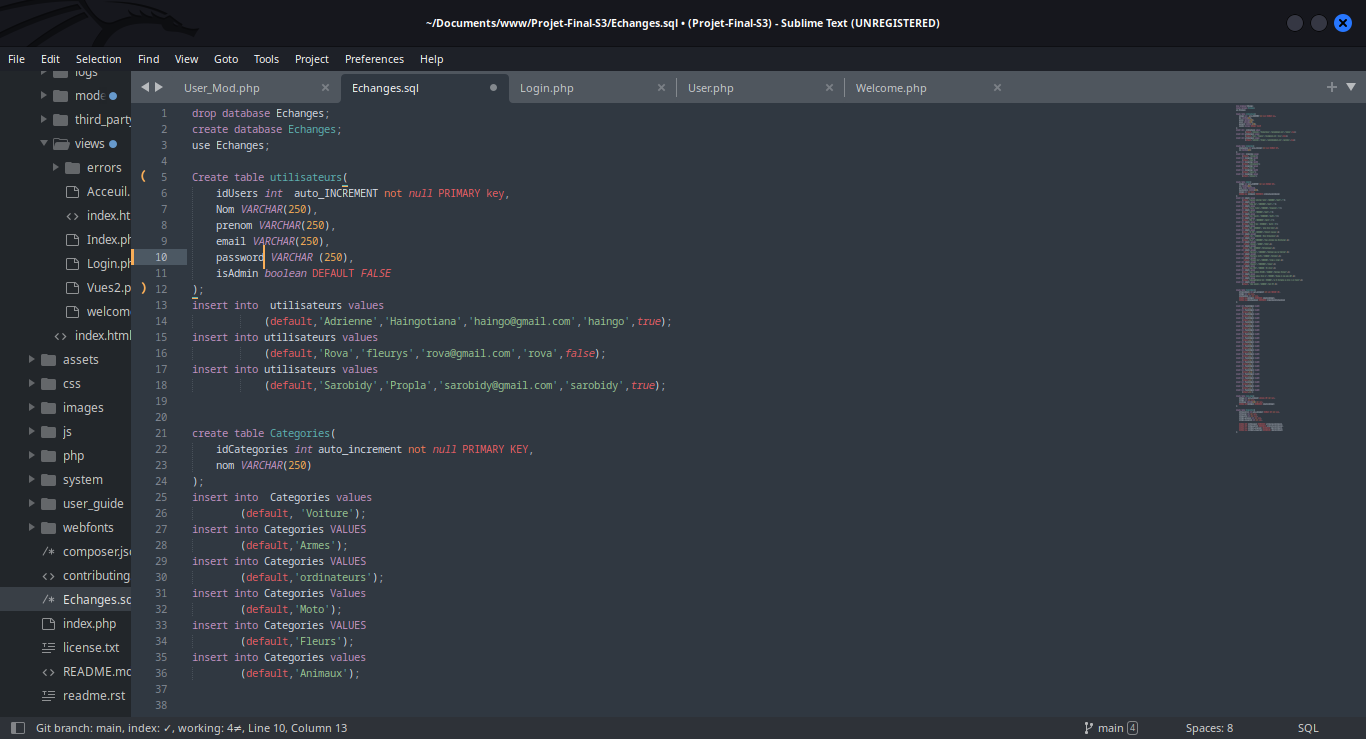 ~/Documents/www/Projet-Final-S3/Echanges.sql • (Projet-Final-S3) - Sublime Text (UNREGISTERED)
File Edit Selection Find View Goto Tools Project Preferences Help
User_Mod.php Echanges.sql Login.php User.php Welcome.php
logs
mode
third_party
views
errors
Acceuil.
index.ht
Index.ph
Login.ph
Vues2.p
welcome
index.html
assets
css
images
js
php
system
user_guide
webfonts
composer.jso
contributing
Echanges.sq
index.php
license.txt
README.md
readme.rst
1 drop database Echanges;
2 create database Echanges;
3 use Echanges;
4
5 Create table utilisateurs(
6 idUsers int  auto_INCREMENT not null PRIMARY key,
7 Nom VARCHAR(250),
8 prenom VARCHAR(250),
9 email VARCHAR(250),
10 password VARCHAR (250),
11 isAdmin boolean DEFAULT FALSE
12 );
13 insert into  utilisateurs values
14 (default,'Adrienne','Haingotiana','haingo@gmail.com','haingo',true);
15 insert into utilisateurs values
16 (default,'Rova','fleurys','rova@gmail.com','rova',false);
17 insert into utilisateurs values
18 (default,'Sarobidy','Propla','sarobidy@gmail.com','sarobidy',true);
19
20
21 create table Categories(
22 idCategories int auto_increment not null PRIMARY KEY,
23 nom VARCHAR(250)
24 );
25 insert into  Categories values
26 (default, 'Voiture');
27 insert into Categories VALUES
28 (default,'Armes');
29 insert into Categories VALUES
30 (default,'ordinateurs');
31 insert into Categories Values
32 (default,'Moto');
33 insert into Categories VALUES
34 (default,'Fleurs');
35 insert into Categories values
36 (default,'Animaux');
37
38
Git branch: main, index: ✓, working: 4≠, Line 10, Column 13 main 4 Spaces: 8 SQL